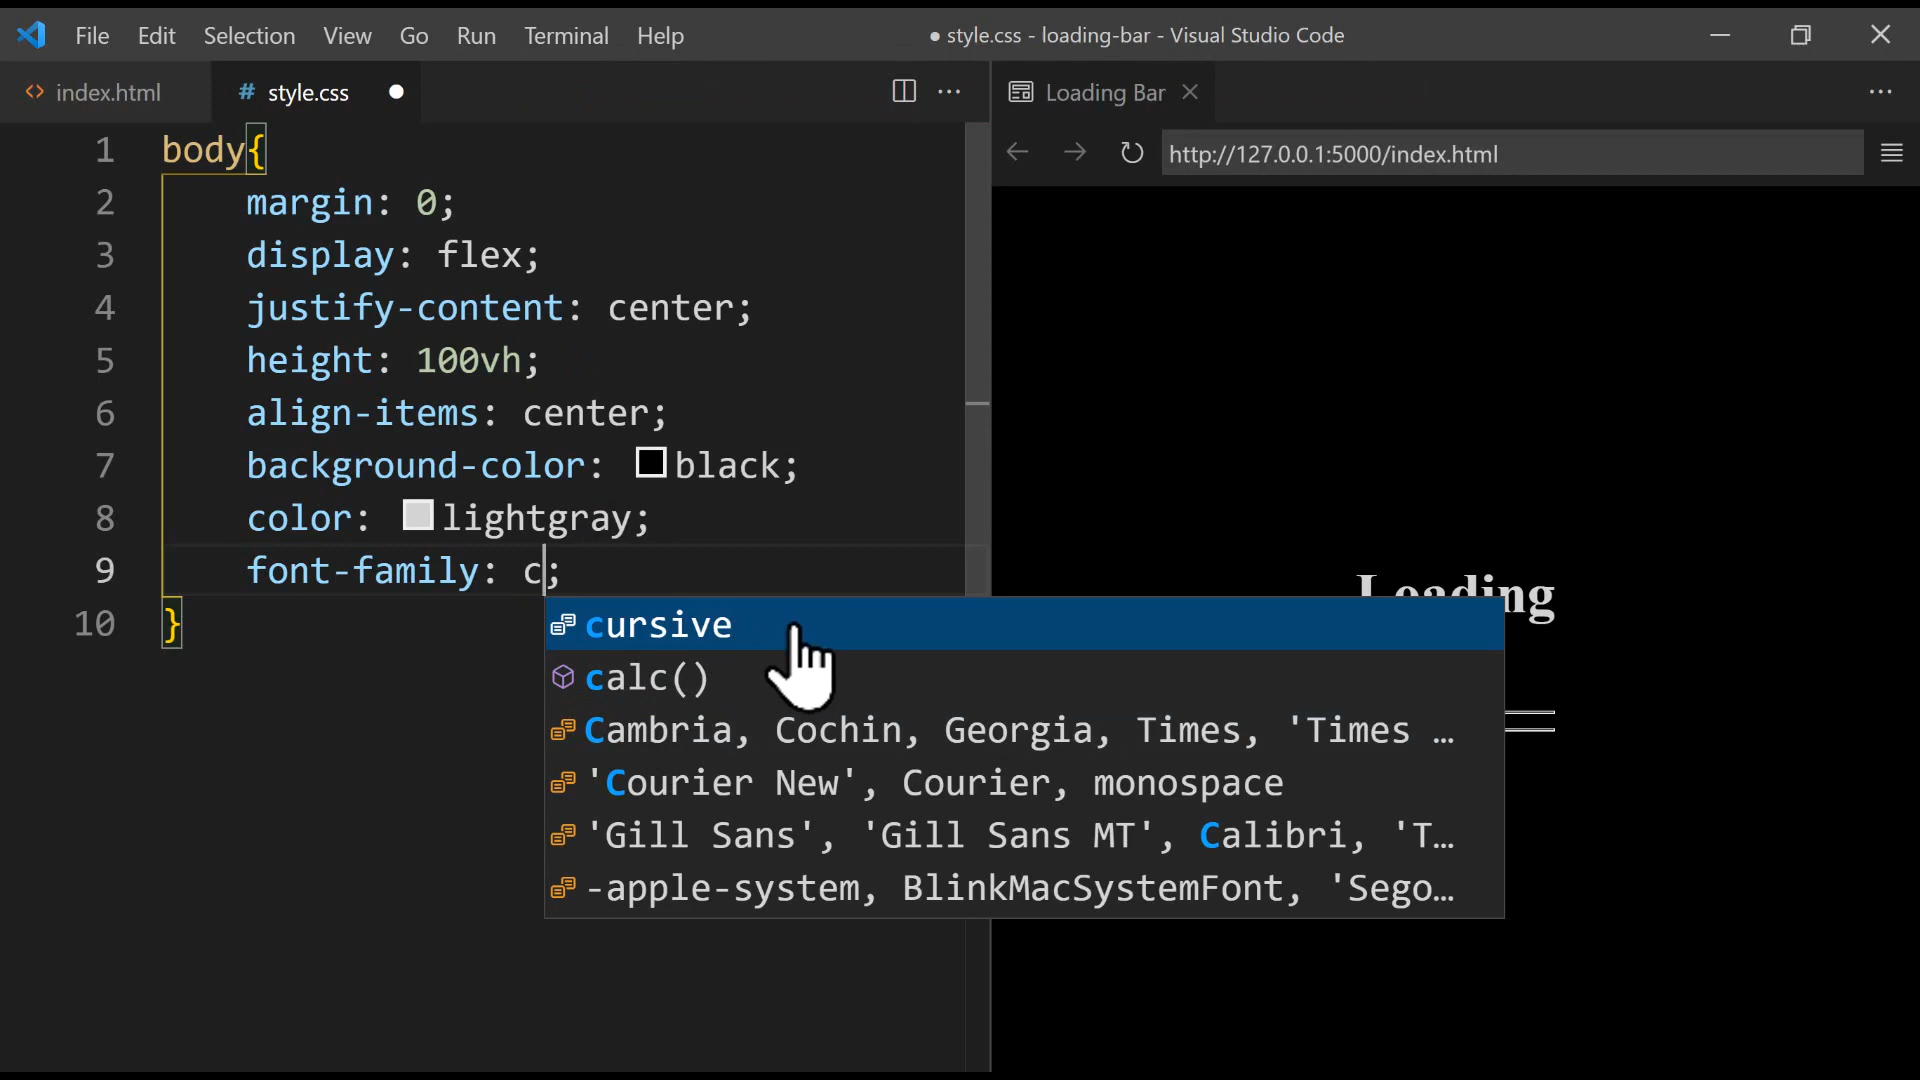 File Edit Selection View Go Run Terminal Help
● style.css - loading-bar - Visual Studio Code
<> index.html
# style.css ●
Loading Bar
http://127.0.0.1:5000/index.html
1 body{
2 margin: 0;
3 display: flex;
4 justify-content: center;
5 height: 100vh;
6 align-items: center;
7 background-color: black;
8 color: lightgray;
9 font-family: c;
10 }
cursive
calc()
Cambria, Cochin, Georgia, Times, 'Times …
'Courier New', Courier, monospace
'Gill Sans', 'Gill Sans MT', Calibri, 'T…
-apple-system, BlinkMacSystemFont, 'Sego…
Loading